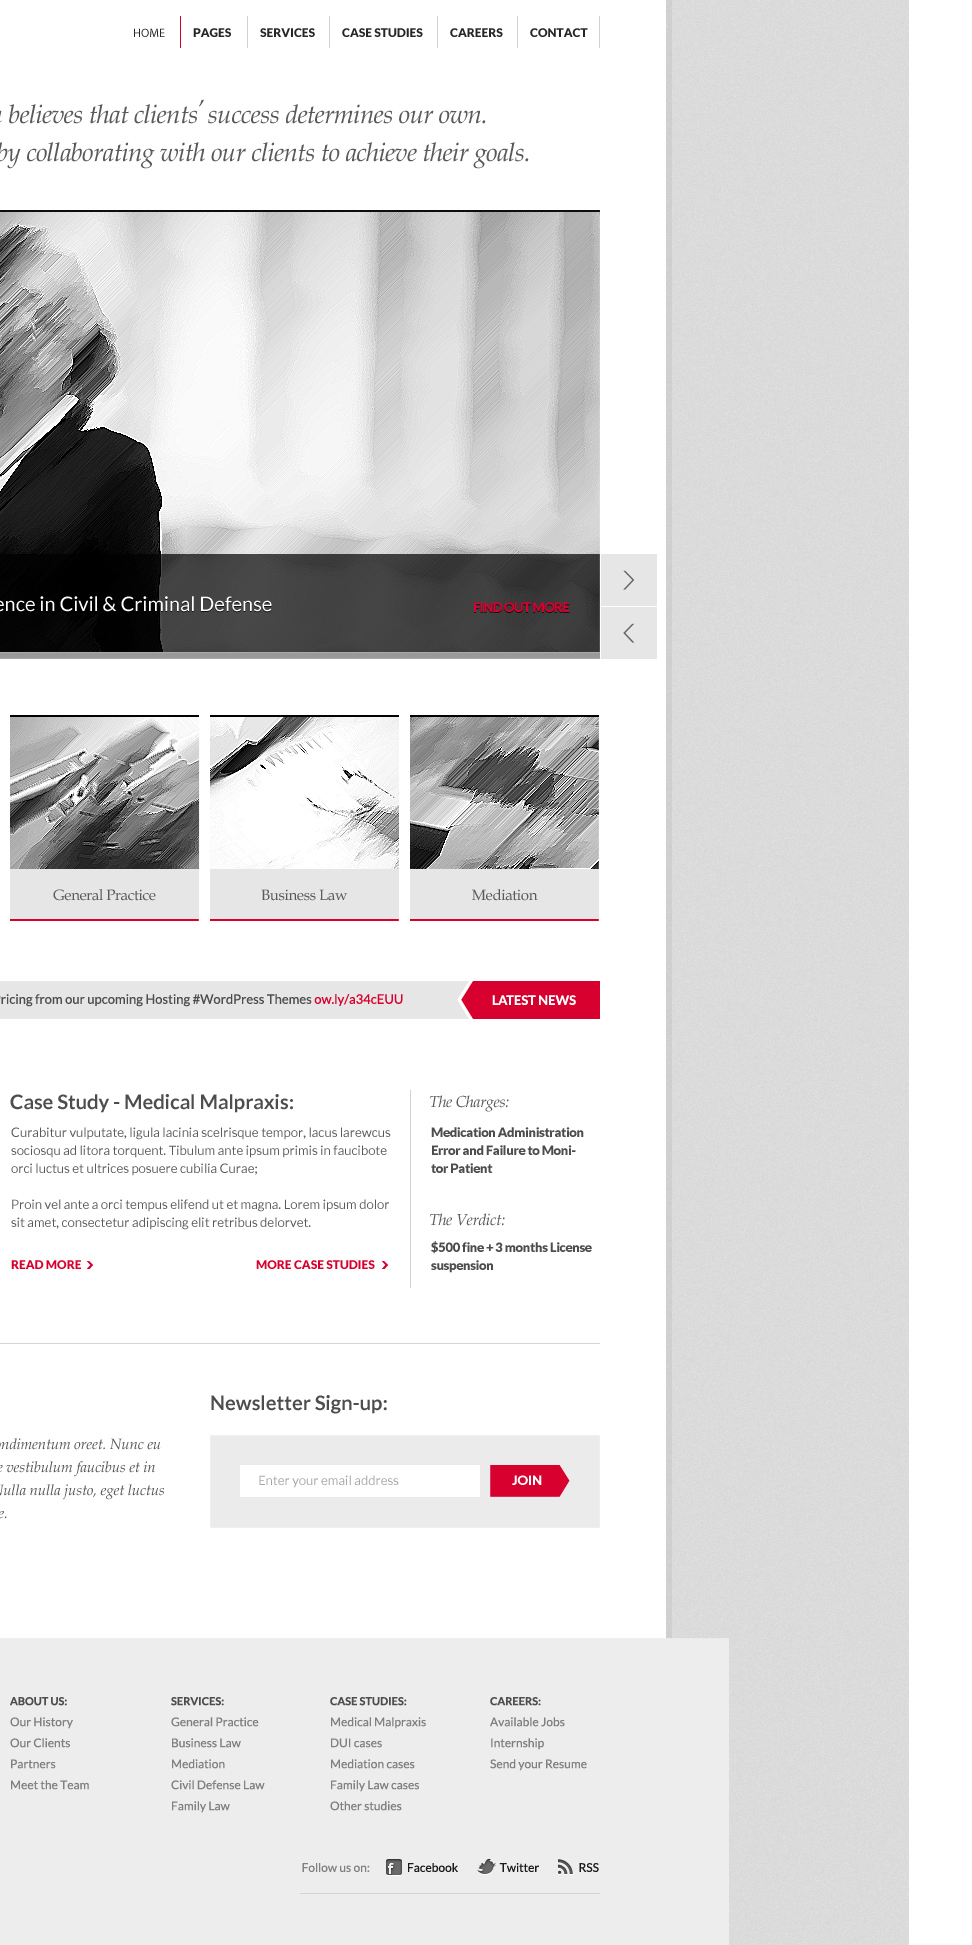 HOME PAGES SERVICES CASE STUDIES CAREERS CONTACT
believes that clients' success determines our own.
by collaborating with our clients to achieve their goals.
ence in Civil & Criminal Defense
FIND OUT MORE
General Practice
Business Law
Mediation
ricing from our upcoming Hosting #WordPress Themes ow.ly/a34cEUU
LATEST NEWS
Case Study - Medical Malpraxis:
Curabitur vulputate, ligula lacinia scelrisque tempor, lacus larewcus
sociosqu ad litora torquent. Tibulum ante ipsum primis in faucibote
orci luctus et ultrices posuere cubilia Curae;
Proin vel ante a orci tempus elifend ut et magna. Lorem ipsum dolor
sit amet, consectetur adipiscing elit retribus delorvet.
READ MORE
MORE CASE STUDIES
The Charges:
Medication Administration
Error and Failure to Moni-
tor Patient
The Verdict:
$500 fine + 3 months License
suspension
ndimentum oreet. Nunc eu
e vestibulum faucibus et in
Nulla nulla justo, eget luctus
e.
Newsletter Sign-up:
Enter your email address
JOIN
ABOUT US:
Our History
Our Clients
Partners
Meet the Team
SERVICES:
General Practice
Business Law
Mediation
Civil Defense Law
Family Law
CASE STUDIES:
Medical Malpraxis
DUI cases
Mediation cases
Family Law cases
Other studies
CAREERS:
Available Jobs
Internship
Send your Resume
Follow us on: Facebook Twitter RSS